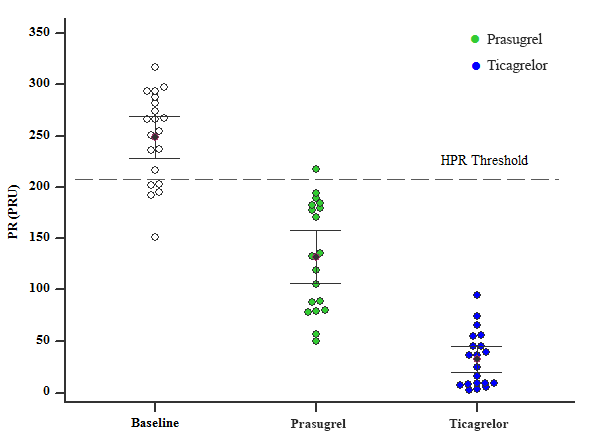 350
Prasugrel
Ticagrelor
300
250
HPR Threshold
200
PR (PRU)
150
100
50
0
Baseline
Prasugrel
Ticagrelor